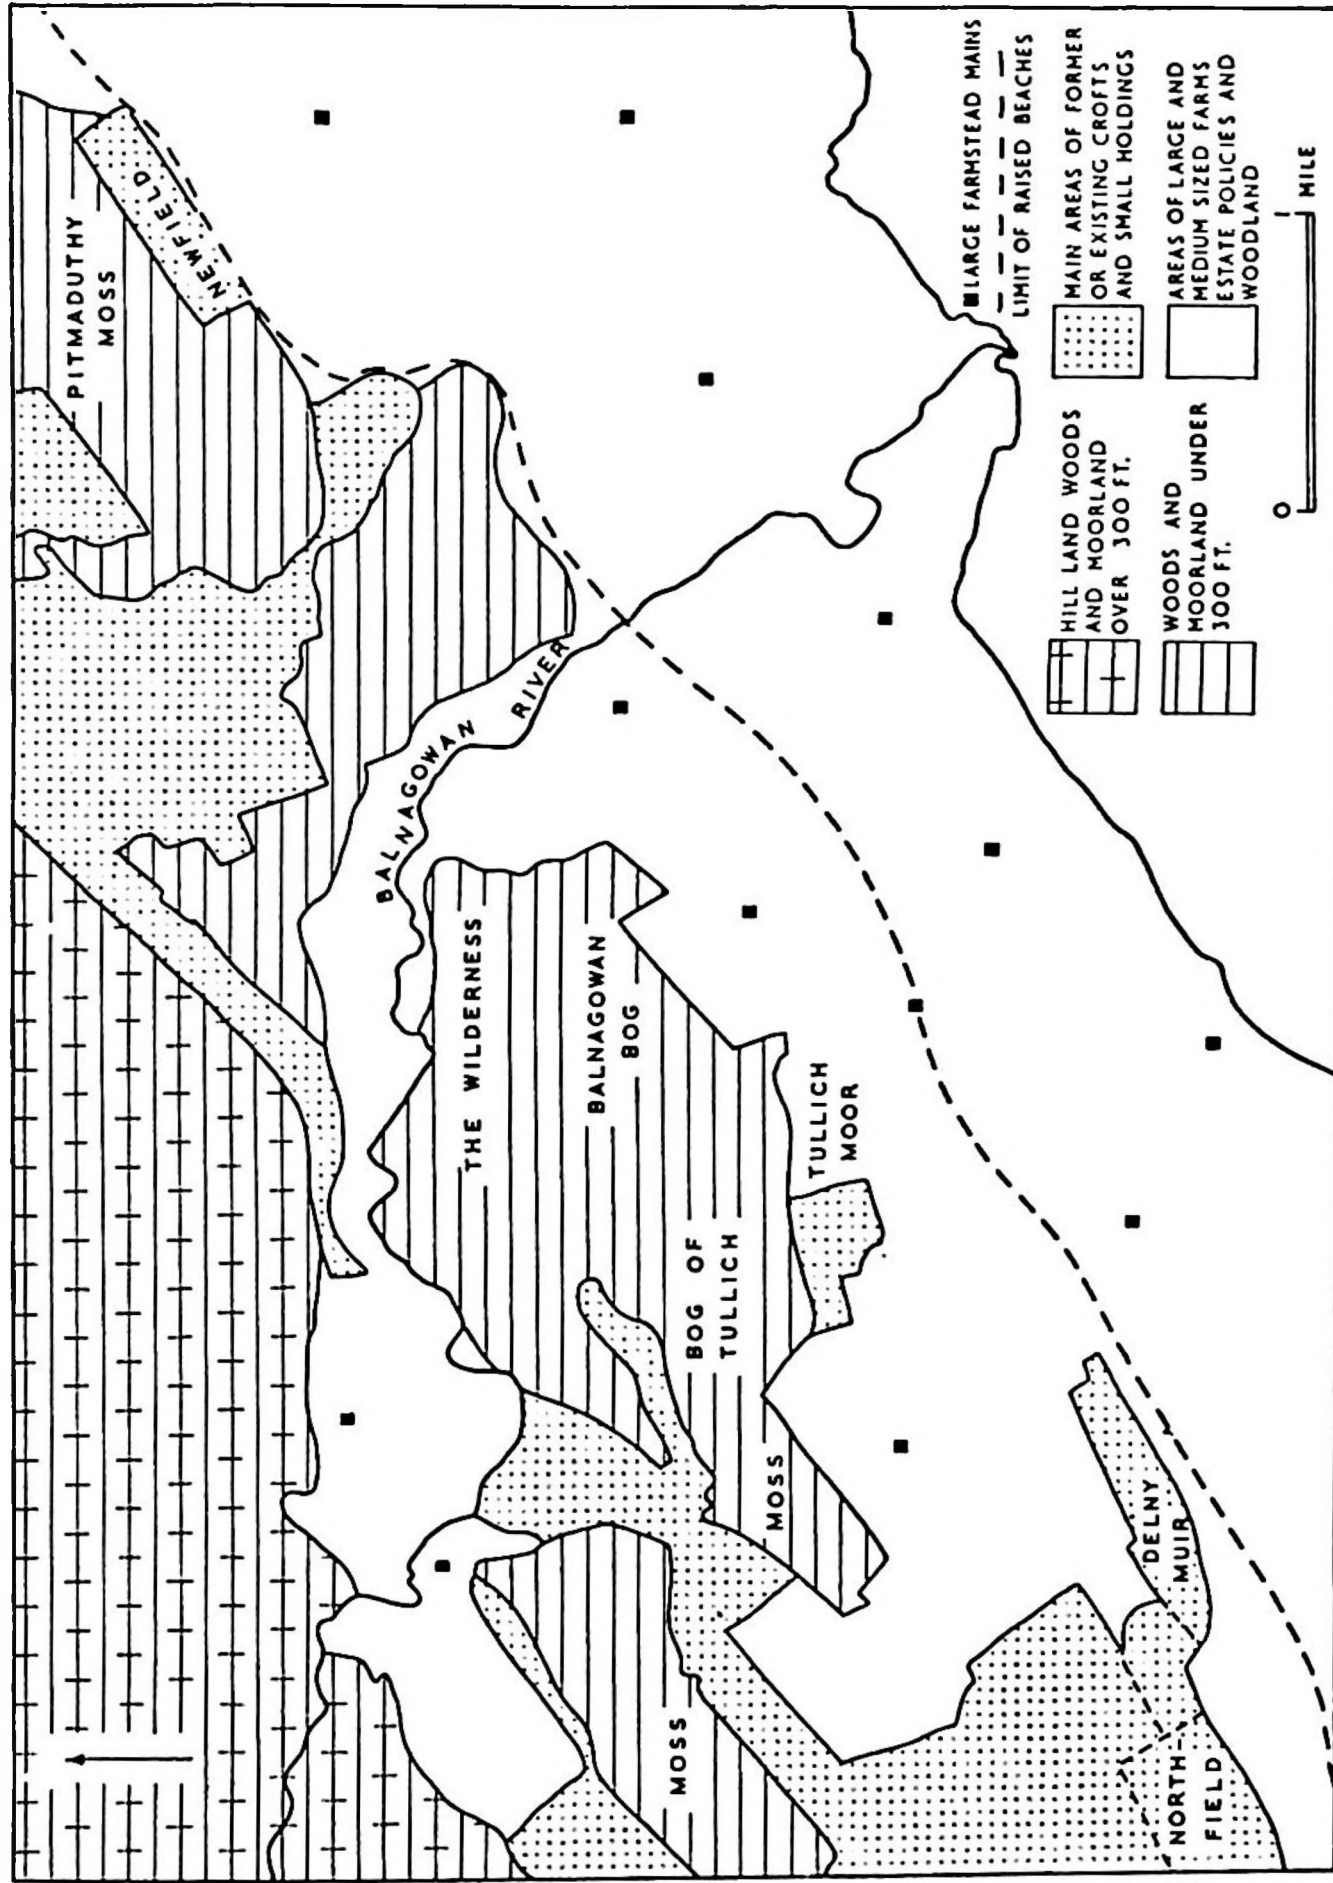 PITMADUTHY
MOSS
NEWFIELD
BALNAGOWAN RIVER
THE WILDERNESS
BALNAGOWAN
BOG
BOG OF
TULLICH
TULLICH
MOOR
MOSS
MOSS
DELNY
MUIR
NORTH-
FIELD
LARGE FARMSTEAD MAINS
LIMIT OF RAISED BEACHES
HILL LAND WOODS
AND MOORLAND
OVER 300 FT.
MAIN AREAS OF FORMER
OR EXISTING CROFTS
AND SMALL HOLDINGS
WOODS AND
MOORLAND UNDER
300 FT.
AREAS OF LARGE AND
MEDIUM SIZED FARMS
ESTATE POLICIES AND
WOODLAND
0 1
MILE